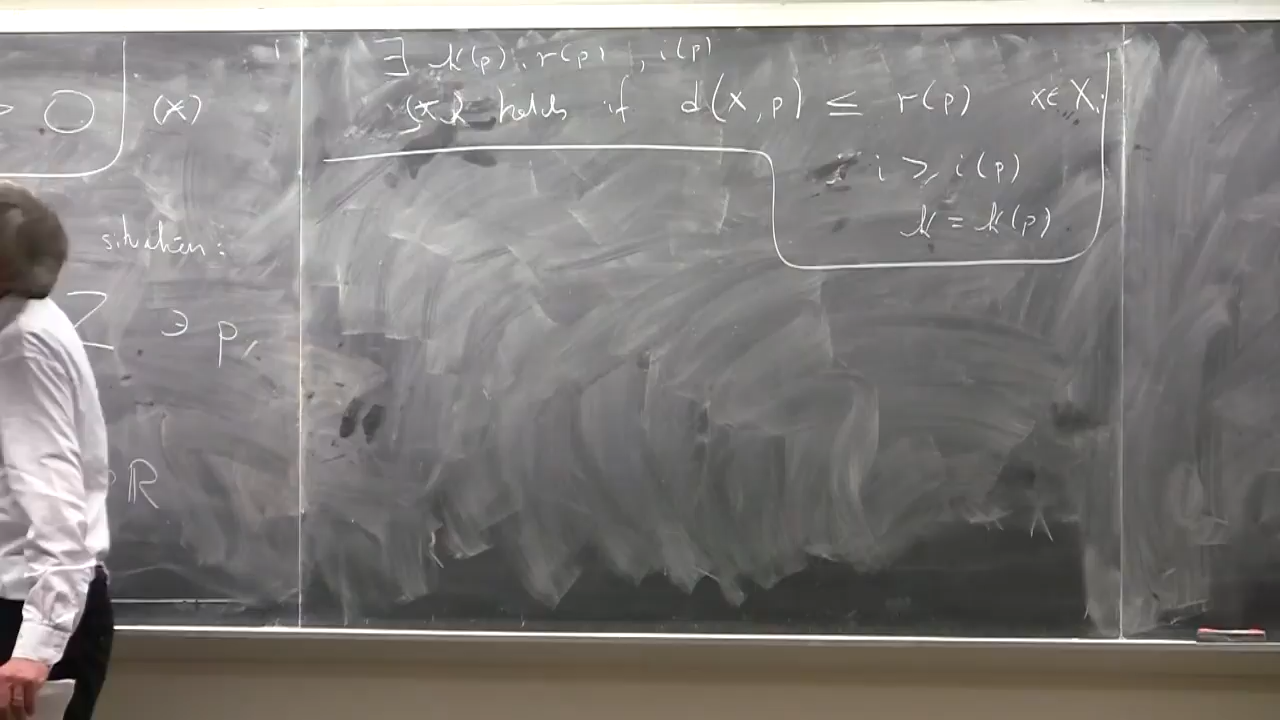 > 0 (*)
situation:
Z ∋ p,
ℝ
∃ k(p), r(p), i(p)
(*) holds if d(x,p) ≤ r(p) x∈X_i
i ≥ i(p)
k = k(p)